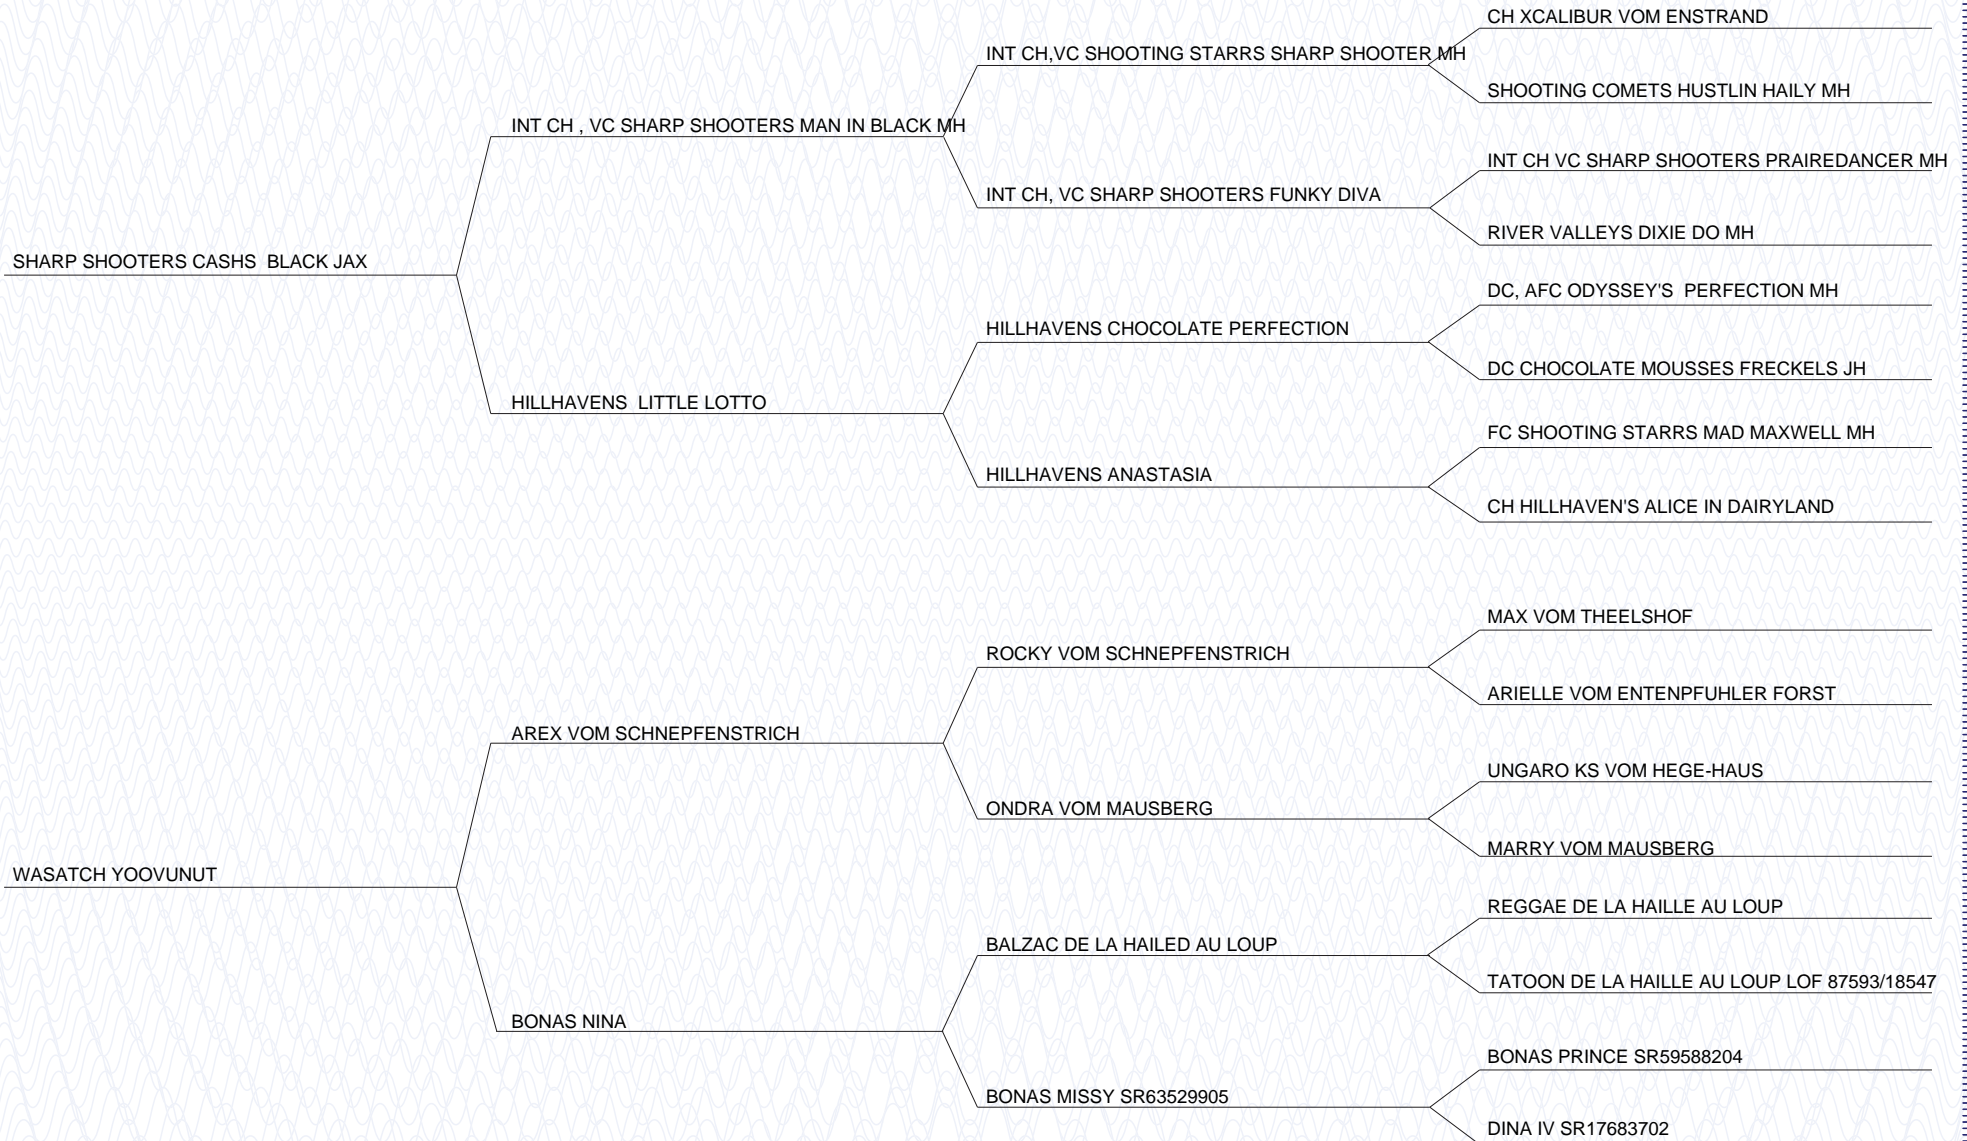 CH XCALIBUR VOM ENSTRAND
INT CH,VC SHOOTING STARRS SHARP SHOOTER MH
SHOOTING COMETS HUSTLIN HAILY MH
INT CH , VC SHARP SHOOTERS MAN IN BLACK MH
INT CH VC SHARP SHOOTERS PRAIREDANCER MH
INT CH, VC SHARP SHOOTERS FUNKY DIVA
RIVER VALLEYS DIXIE DO MH
SHARP SHOOTERS CASHS  BLACK JAX
DC, AFC ODYSSEY'S  PERFECTION MH
HILLHAVENS CHOCOLATE PERFECTION
DC CHOCOLATE MOUSSES FRECKELS JH
HILLHAVENS  LITTLE LOTTO
FC SHOOTING STARRS MAD MAXWELL MH
HILLHAVENS ANASTASIA
CH HILLHAVEN'S ALICE IN DAIRYLAND
MAX VOM THEELSHOF
ROCKY VOM SCHNEPFENSTRICH
ARIELLE VOM ENTENPFUHLER FORST
AREX VOM SCHNEPFENSTRICH
UNGARO KS VOM HEGE-HAUS
ONDRA VOM MAUSBERG
MARRY VOM MAUSBERG
WASATCH YOOVUNUT
REGGAE DE LA HAILLE AU LOUP
BALZAC DE LA HAILED AU LOUP
TATOON DE LA HAILLE AU LOUP LOF 87593/18547
BONAS NINA
BONAS PRINCE SR59588204
BONAS MISSY SR63529905
DINA IV SR17683702